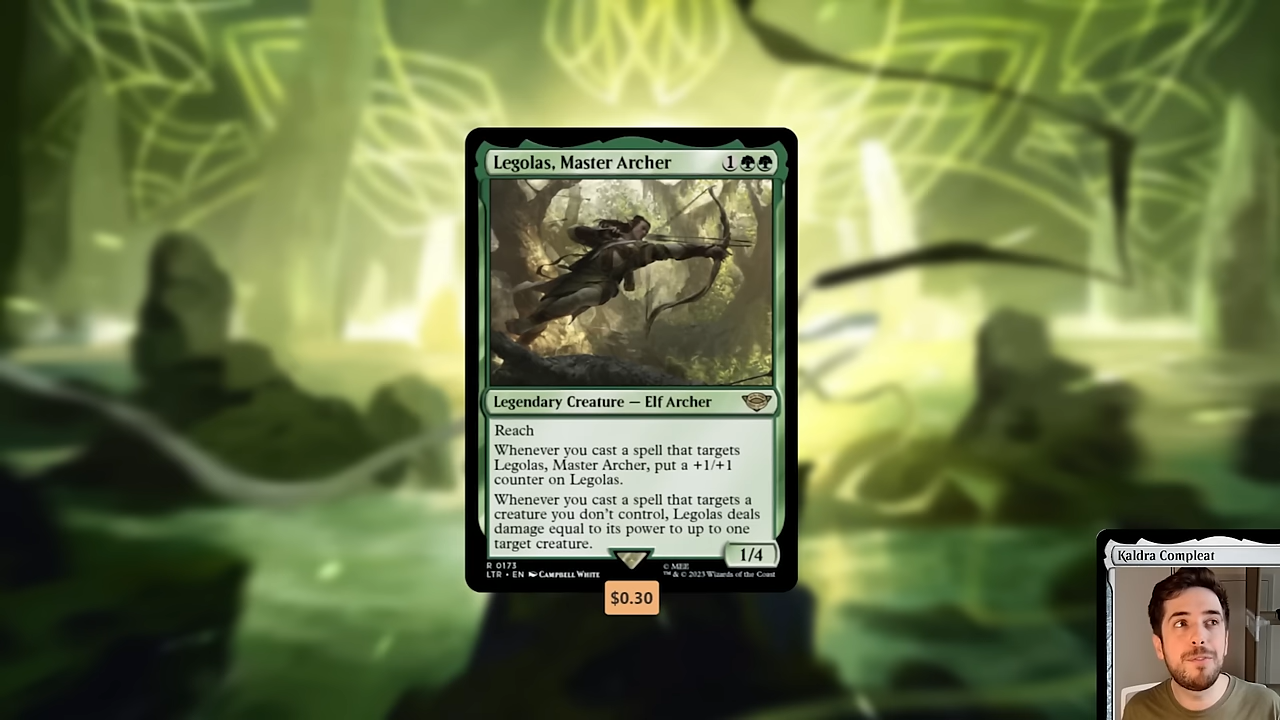 Legolas, Master Archer 1
Legendary Creature — Elf Archer
Reach
Whenever you cast a spell that targets
Legolas, Master Archer, put a +1/+1
counter on Legolas.
Whenever you cast a spell that targets a
creature you don't control, Legolas deals
damage equal to its power to up to one
target creature.
1/4
R 0173
LTR • EN CAMPBELL WHITE
© MEE
™ & © 2023 Wizards of the Coast
$0.30
Kaldra Compleat